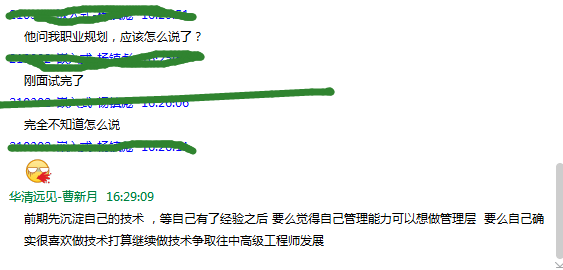 他问我职业规划，应该怎么说了？
刚面试完了
16:26:06
完全不知道怎么说
华清远见-曹新月 16:29:09
前期先沉淀自己的技术 ，等自己有了经验之后 要么觉得自己管理能力可以想做管理层 要么自己确
实很喜欢做技术打算继续做技术争取往中高级工程师发展